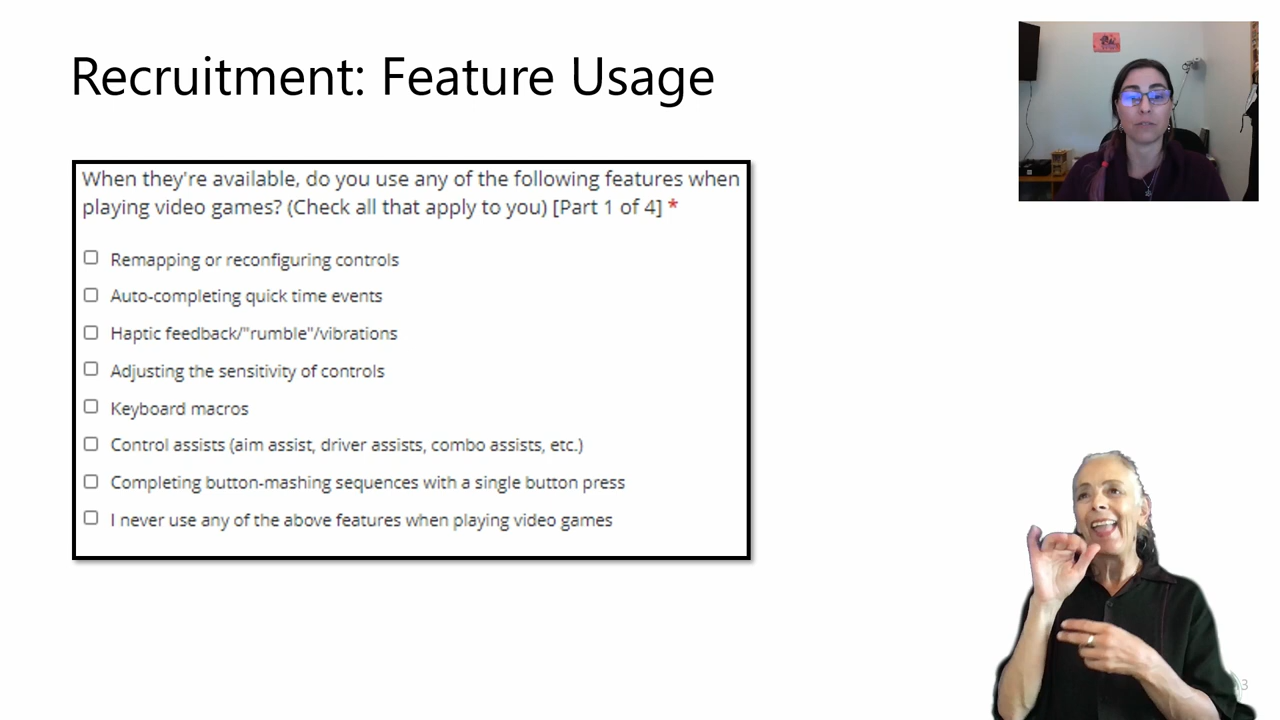 Recruitment: Feature Usage
When they're available, do you use any of the following features when
playing video games? (Check all that apply to you) [Part 1 of 4] *
Remapping or reconfiguring controls
Auto-completing quick time events
Haptic feedback/"rumble"/vibrations
Adjusting the sensitivity of controls
Keyboard macros
Control assists (aim assist, driver assists, combo assists, etc.)
Completing button-mashing sequences with a single button press
I never use any of the above features when playing video games